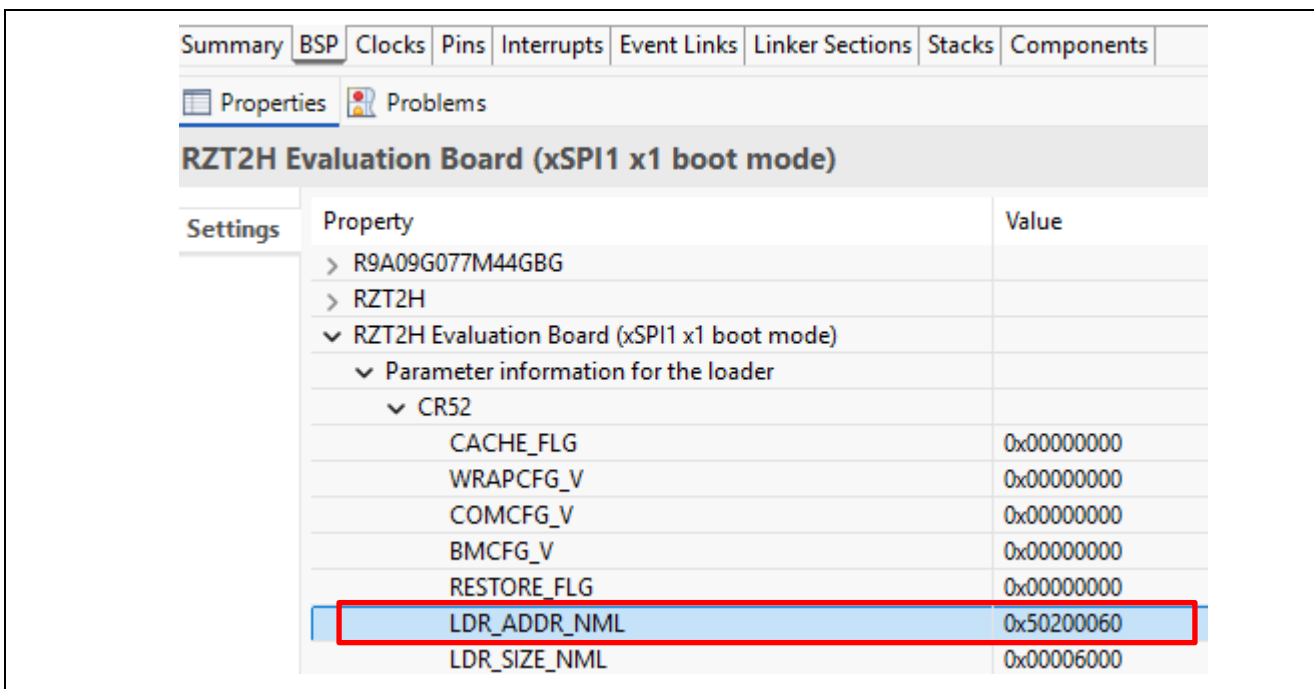 Summary BSP Clocks Pins Interrupts Event Links Linker Sections Stacks Components
Properties Problems
RZT2H Evaluation Board (xSPI1 x1 boot mode)
Settings Property Value
R9A09G077M44GBG
RZT2H
RZT2H Evaluation Board (xSPI1 x1 boot mode)
Parameter information for the loader
CR52
CACHE_FLG 0x00000000
WRAPCFG_V 0x00000000
COMCFG_V 0x00000000
BMCFG_V 0x00000000
RESTORE_FLG 0x00000000
LDR_ADDR_NML 0x50200060
LDR_SIZE_NML 0x00006000